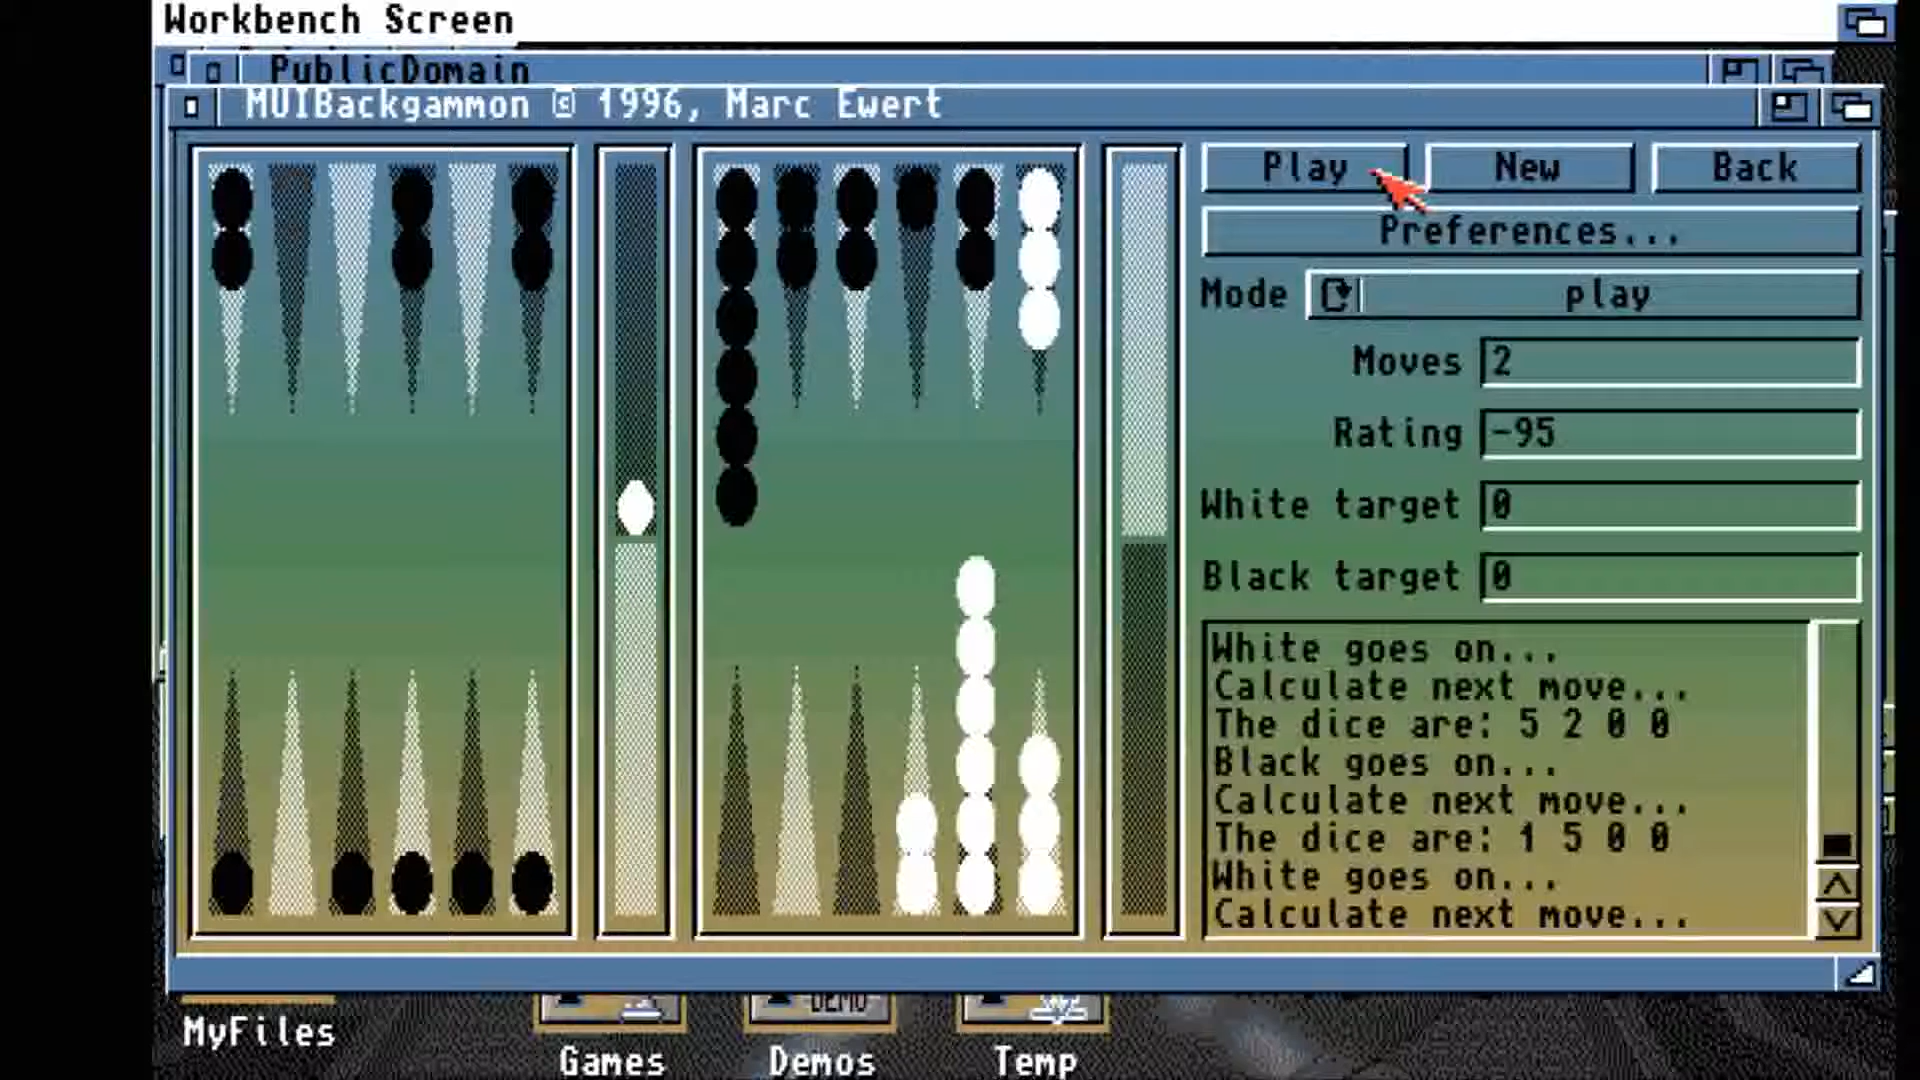 Workbench Screen
PublicDomain
MUIBackgammon © 1996, Marc Ewert
Play New Back
Preferences...
Mode play
Moves 2
Rating -95
White target 0
Black target 0
White goes on...
Calculate next move...
The dice are: 5 2 0 0
Black goes on...
Calculate next move...
The dice are: 1 5 0 0
White goes on...
Calculate next move...
DEMO
MyFiles
Games Demos Temp